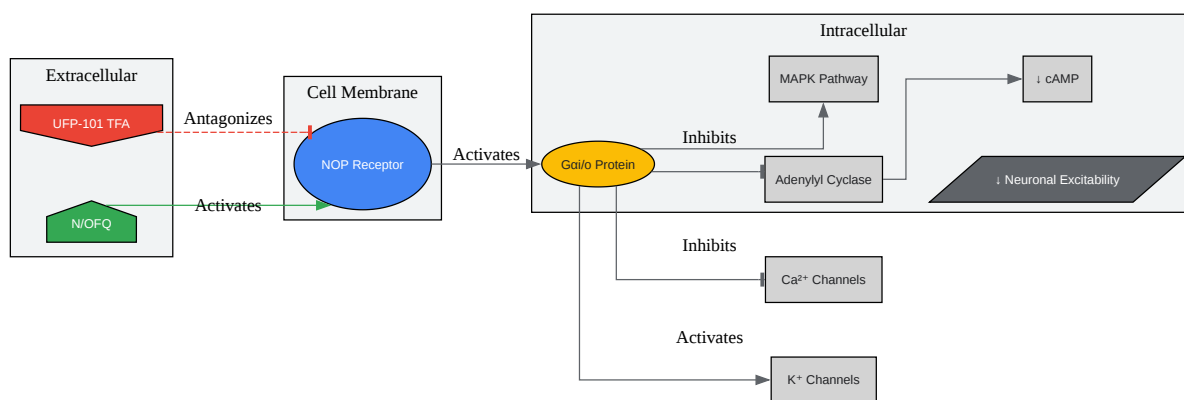 Extracellular
UFP-101 TFA
N/OFQ
Antagonizes
Activates
Cell Membrane
NOP Receptor
Activates
Intracellular
Gαi/o Protein
MAPK Pathway
Inhibits
Adenylyl Cyclase
↓ cAMP
↓ Neuronal Excitability
Inhibits
Ca²⁺ Channels
Activates
K⁺ Channels